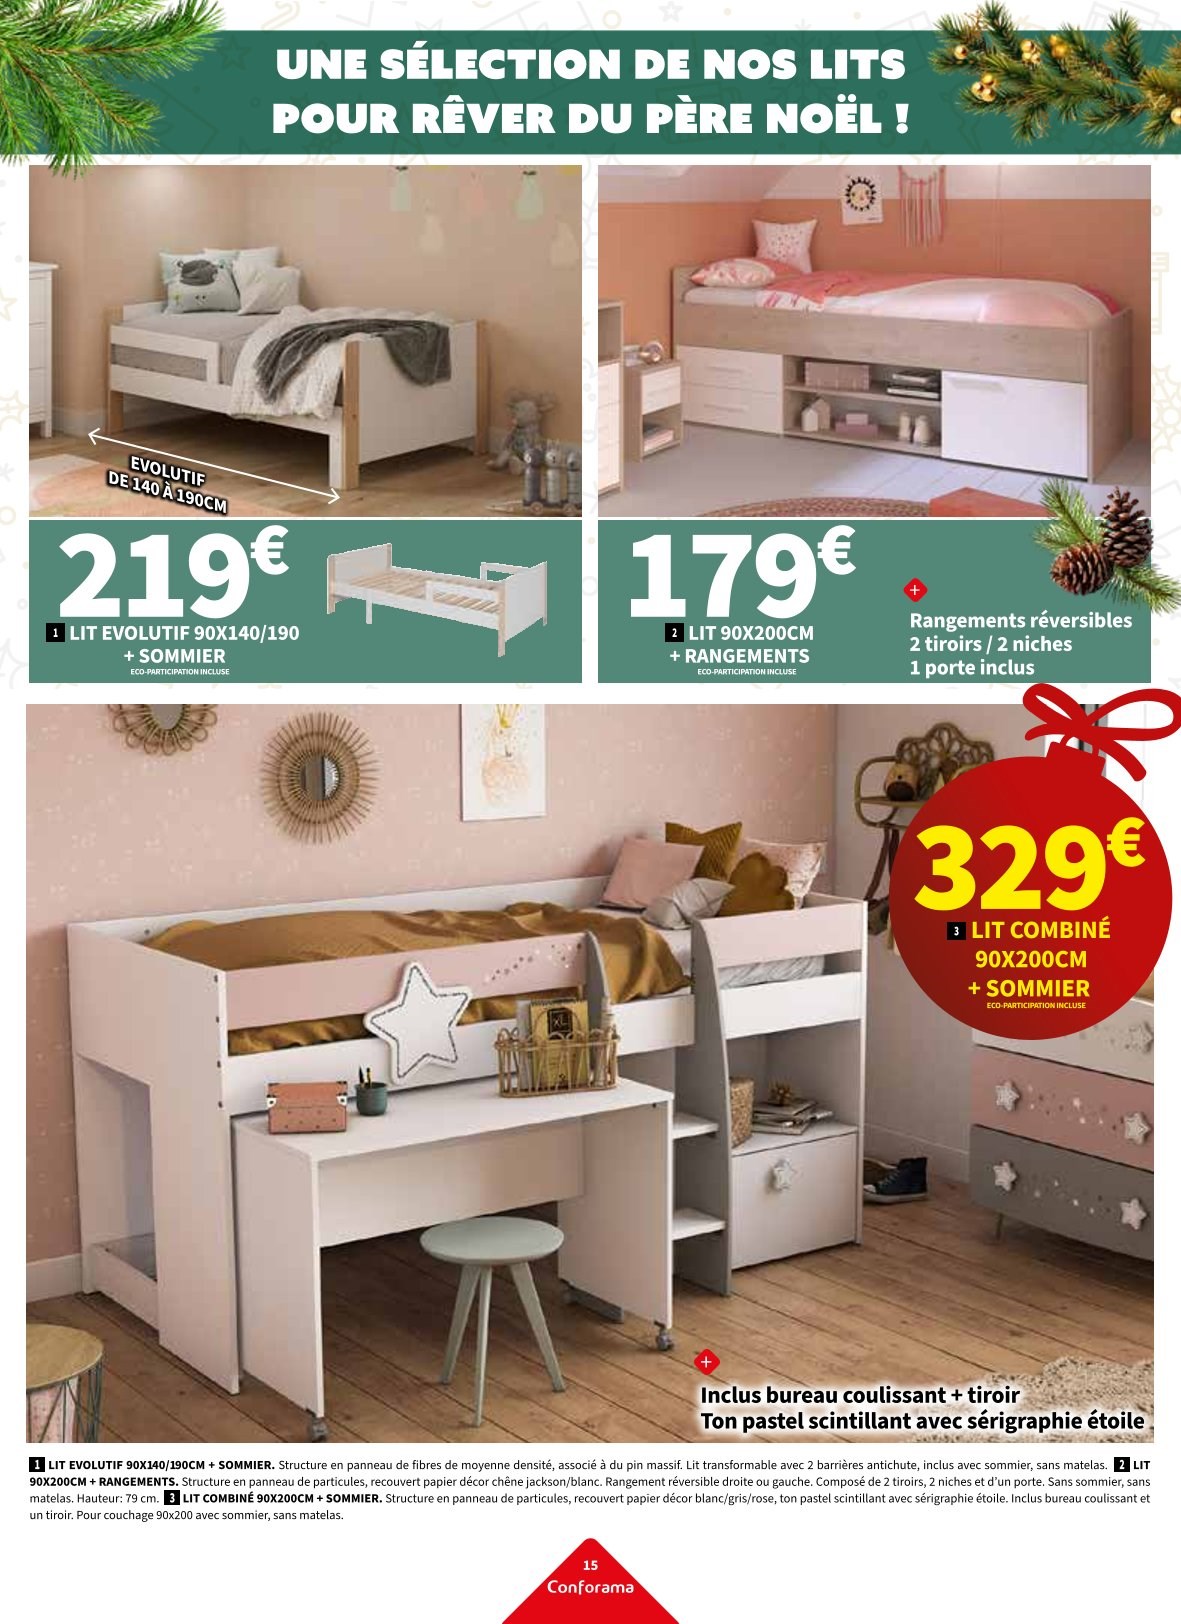 UNE SÉLECTION DE NOS LITS
POUR RÊVER DU PÈRE NOËL !
EVOLUTIF
DE 140 À 190CM
219€
1 LIT EVOLUTIF 90X140/190
+ SOMMIER
ECO-PARTICIPATION INCLUSE
179€
2 LIT 90X200CM
+ RANGEMENTS
ECO-PARTICIPATION INCLUSE
+
Rangements réversibles
2 tiroirs / 2 niches
1 porte inclus
329€
3 LIT COMBINÉ
90X200CM
+ SOMMIER
ECO-PARTICIPATION INCLUSE
XL
+
Inclus bureau coulissant + tiroir
Ton pastel scintillant avec sérigraphie étoile
1 LIT EVOLUTIF 90X140/190CM + SOMMIER. Structure en panneau de fibres de moyenne densité, associé à du pin massif. Lit transformable avec 2 barrières antichute, inclus avec sommier, sans matelas. 2 LIT
90X200CM + RANGEMENTS. Structure en panneau de particules, recouvert papier décor chêne jackson/blanc. Rangement réversible droite ou gauche. Composé de 2 tiroirs, 2 niches et d'un porte. Sans sommier, sans
matelas. Hauteur: 79 cm. 3 LIT COMBINÉ 90X200CM + SOMMIER. Structure en panneau de particules, recouvert papier décor blanc/gris/rose, ton pastel scintillant avec sérigraphie étoile. Inclus bureau coulissant et
un tiroir. Pour couchage 90x200 avec sommier, sans matelas.
15
Conforama